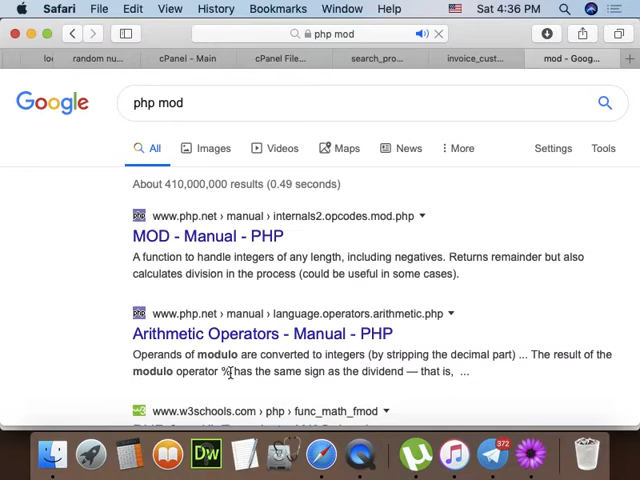 Safari File Edit View History Bookmarks Window Help Sat 4:36 PM
php mod
random nu... cPanel - Main cPanel File... search_pro... invoice_cust... mod - Goog...
Google php mod
All Images Videos Maps News More Settings Tools
About 410,000,000 results (0.49 seconds)
php www.php.net › manual › internals2.opcodes.mod.php
MOD - Manual - PHP
A function to handle integers of any length, including negatives. Returns remainder but also
calculates division in the process (could be useful in some cases).
php www.php.net › manual › language.operators.arithmetic.php
Arithmetic Operators - Manual - PHP
Operands of modulo are converted to integers (by stripping the decimal part) ... The result of the
modulo operator % has the same sign as the dividend — that is, ...
www.w3schools.com › php › func_math_fmod
Dw
372